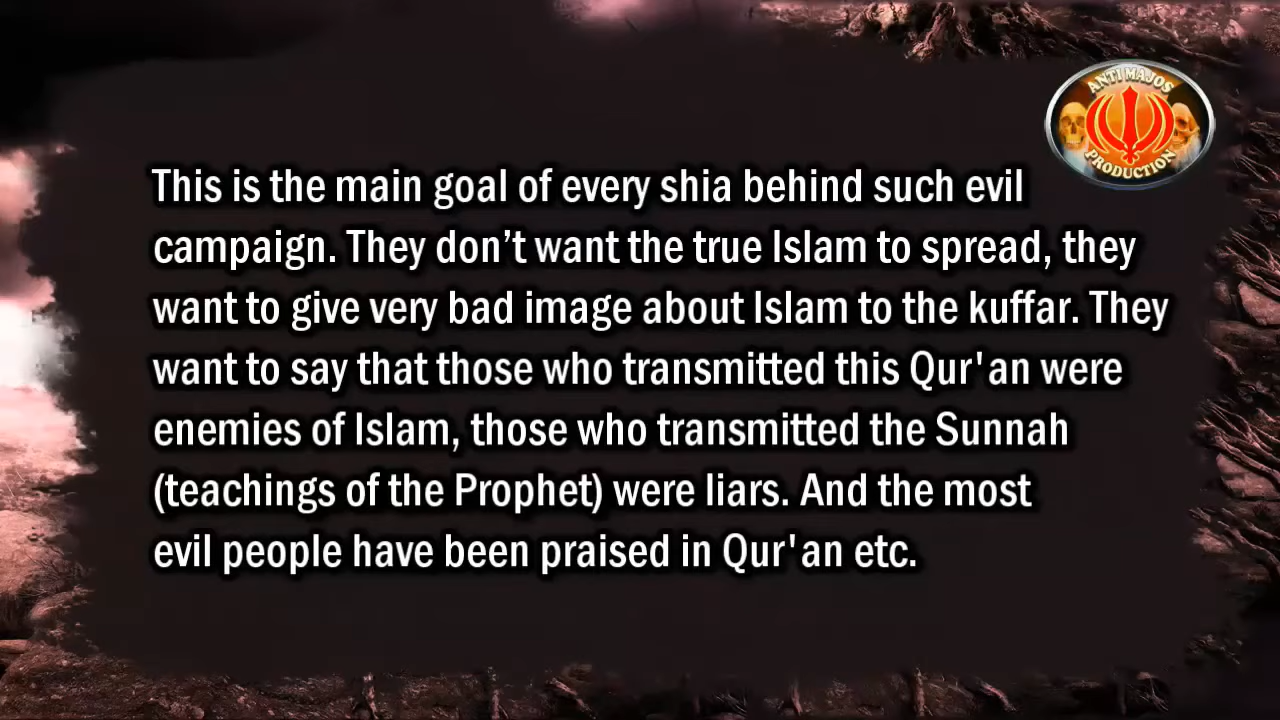 ANTI MAJOS
PRODUCTION
This is the main goal of every shia behind such evil
campaign. They don’t want the true Islam to spread, they
want to give very bad image about Islam to the kuffar. They
want to say that those who transmitted this Qur'an were
enemies of Islam, those who transmitted the Sunnah
(teachings of the Prophet) were liars. And the most
evil people have been praised in Qur'an etc.